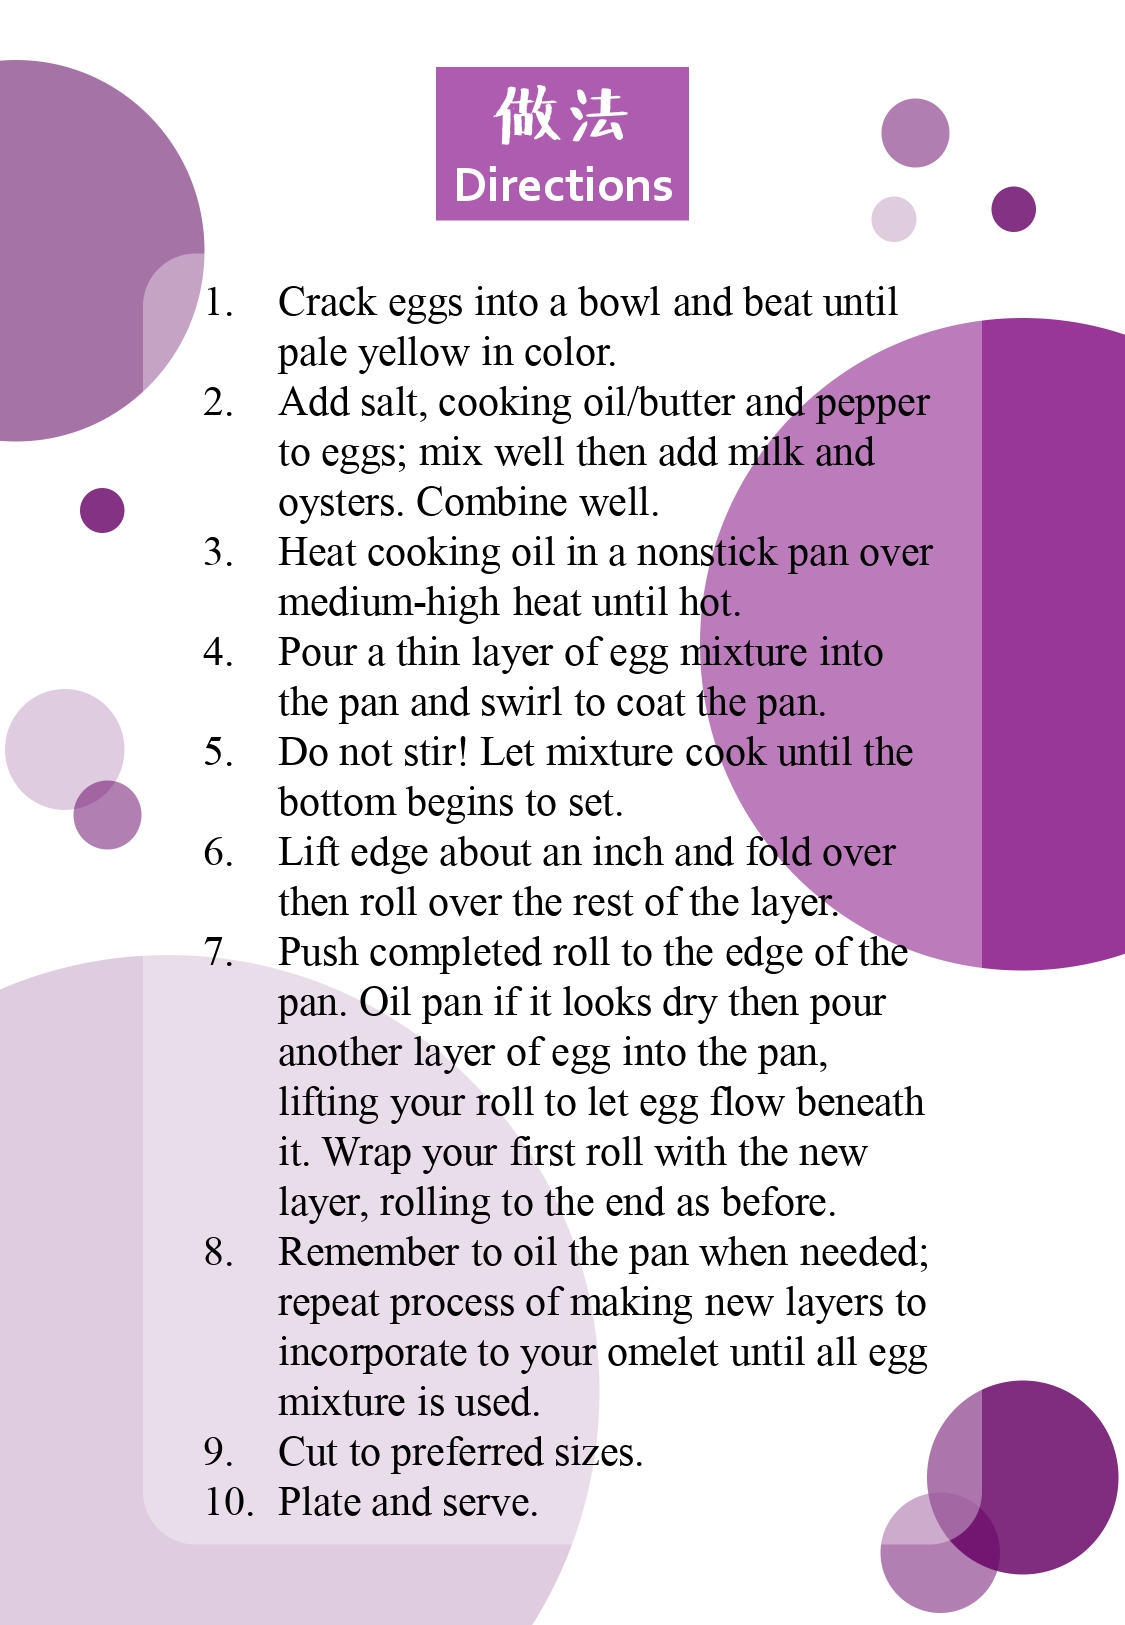 做法
Directions
1. Crack eggs into a bowl and beat until
pale yellow in color.
2. Add salt, cooking oil/butter and pepper
to eggs; mix well then add milk and
oysters. Combine well.
3. Heat cooking oil in a nonstick pan over
medium-high heat until hot.
4. Pour a thin layer of egg mixture into
the pan and swirl to coat the pan.
5. Do not stir! Let mixture cook until the
bottom begins to set.
6. Lift edge about an inch and fold over
then roll over the rest of the layer.
7. Push completed roll to the edge of the
pan. Oil pan if it looks dry then pour
another layer of egg into the pan,
lifting your roll to let egg flow beneath
it. Wrap your first roll with the new
layer, rolling to the end as before.
8. Remember to oil the pan when needed;
repeat process of making new layers to
incorporate to your omelet until all egg
mixture is used.
9. Cut to preferred sizes.
10. Plate and serve.